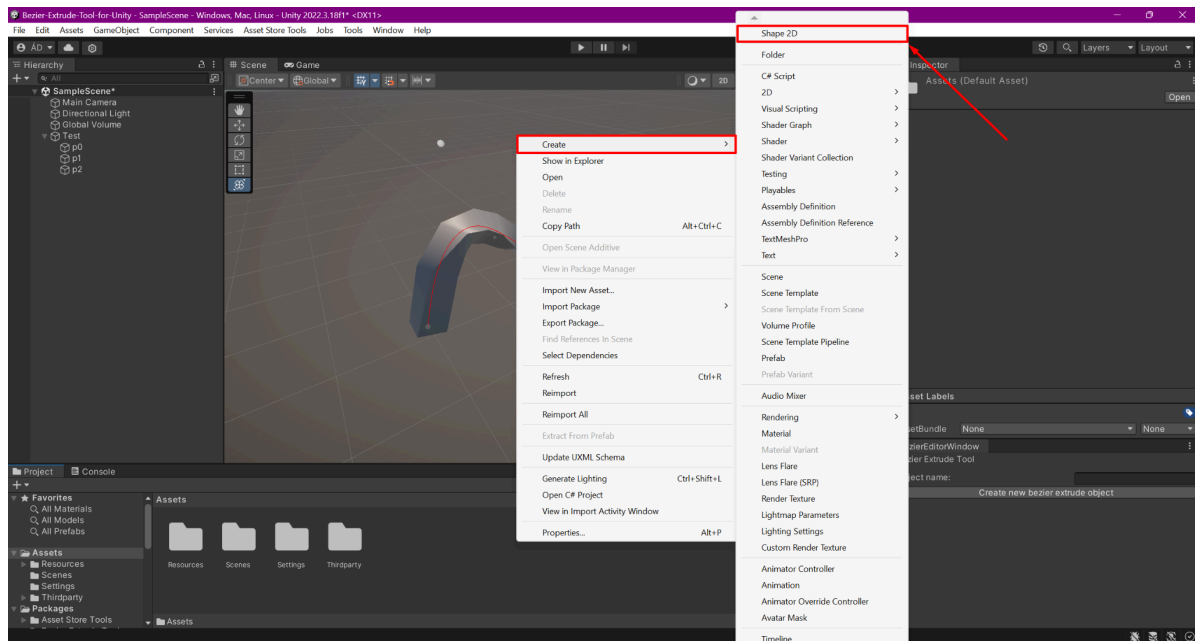 Bezier-Extrude-Tool-for-Unity - SampleScene - Windows, Mac, Linux - Unity 2022.3.18f1* <DX11>
File Edit Assets GameObject Component Services Asset Store Tools Jobs Tools Window Help
ÁD
Layers
Layout
Hierarchy
All
SampleScene*
Main Camera
Directional Light
Global Volume
Test
p0
p1
p2
Scene
Game
Center
Global
2D
Create
Show in Explorer
Open
Delete
Rename
Copy Path Alt+Ctrl+C
Open Scene Additive
View in Package Manager
Import New Asset...
Import Package
Export Package...
Find References In Scene
Select Dependencies
Refresh Ctrl+R
Reimport
Reimport All
Extract From Prefab
Update UXML Schema
Generate Lighting Ctrl+Shift+L
Open C# Project
View in Import Activity Window
Properties... Alt+P
Shape 2D
Folder
C# Script
2D
Visual Scripting
Shader Graph
Shader
Shader Variant Collection
Testing
Playables
Assembly Definition
Assembly Definition Reference
TextMeshPro
Text
Scene
Scene Template
Scene Template From Scene
Volume Profile
Scene Template Pipeline
Prefab
Prefab Variant
Audio Mixer
Rendering
Material
Material Variant
Lens Flare
Lens Flare (SRP)
Render Texture
Lightmap Parameters
Lighting Settings
Custom Render Texture
Animator Controller
Animation
Animator Override Controller
Avatar Mask
Timeline
Inspector
Assets (Default Asset)
Open
sset Labels
setBundle None None
zierEditorWindow
zier Extrude Tool
ject name:
Create new bezier extrude object
Project
Console
Favorites
All Materials
All Models
All Prefabs
Assets
Resources
Scenes
Settings
Thirdparty
Packages
Asset Store Tools
Assets
Resources
Scenes
Settings
Thirdparty
Assets